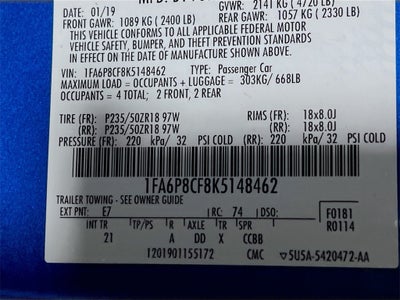 MFD. BY FO
01/19 GVWR: 2141 KG ( 4720 LB)
FRONT GAWR: 1089 KG ( 2400 LB) REAR GAWR: 1057 KG ( 2330 LB)
THIS VEHICLE CONFORMS TO ALL APPLICABLE FEDERAL MOTOR
VEHICLE SAFETY, BUMPER, AND THEFT PREVENTION STANDARDS IN
EFFECT ON THE DATE OF MANUFACTURE SHOWN ABOVE.
VIN: 1FA6P8CF8K5148462 TYPE: Passenger Car
MAXIMUM LOAD = OCCUPANTS + LUGGAGE = 303KG/ 668LB
OCCUPANTS = 4 TOTAL; 2 FRONT, 2 REAR
TIRE (FR): P235/50ZR18 97W RIMS (FR): 18x8.0J
(RR): P235/50ZR18 97W (RR): 18x8.0J
PRESSURE (FR): 220 kPa/ 32 PSI COLD (RR): 220 kPa/ 32 PSI COLD
1FA6P8CF8K5148462
TRAILER TOWING - SEE OWNER GUIDE
EXT PNT: E7 RC: 74 DSO: F0181
INT TR TP/PS R A TR SPR R0114
21 A DD X CCBB
1201901155172 CMC 5U5A-5420472-AA